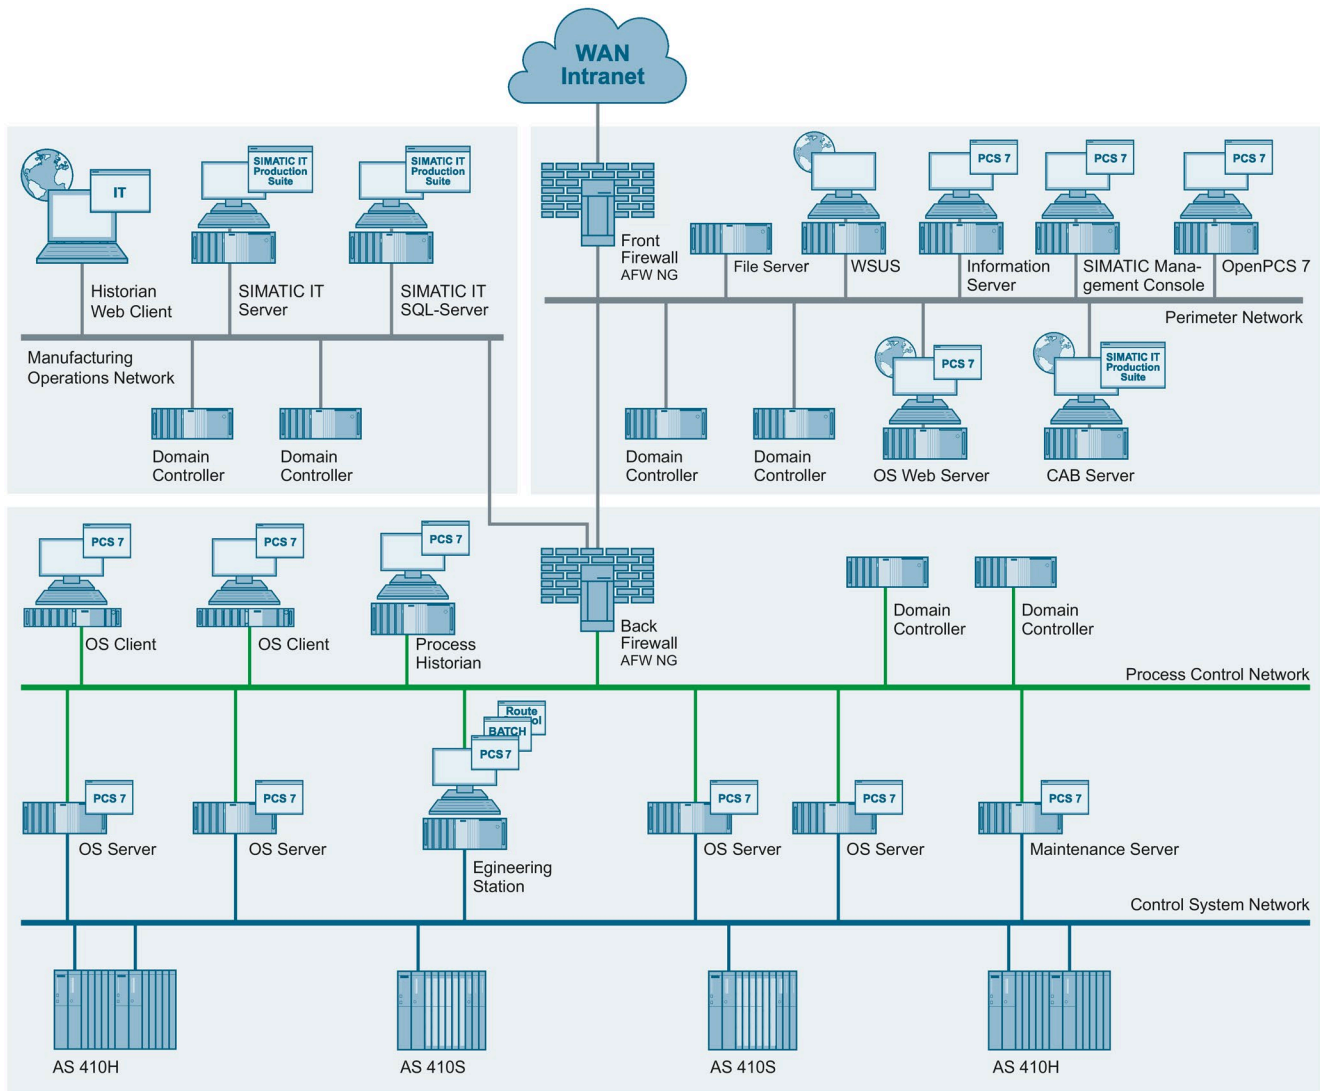 WAN
Intranet
IT
SIMATIC IT
Production
Suite
SIMATIC IT
Production
Suite
Historian
Web Client
SIMATIC IT
Server
SIMATIC IT
SQL-Server
Manufacturing
Operations Network
Domain
Controller
Domain
Controller
Front
Firewall
AFW NG
File Server
WSUS
PCS 7
Information
Server
PCS 7
SIMATIC Mana-
gement Console
PCS 7
OpenPCS 7
Perimeter Network
Domain
Controller
Domain
Controller
PCS 7
OS Web Server
SIMATIC IT
Production
Suite
CAB Server
PCS 7
OS Client
PCS 7
OS Client
PCS 7
Process
Historian
Back
Firewall
AFW NG
Domain
Controller
Domain
Controller
Process Control Network
PCS 7
OS Server
PCS 7
OS Server
Route
ol
BATCH
PCS 7
Egineering
Station
PCS 7
OS Server
PCS 7
OS Server
PCS 7
Maintenance Server
Control System Network
AS 410H
AS 410S
AS 410S
AS 410H